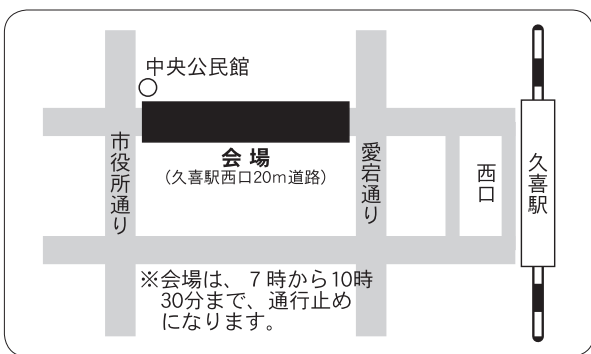 中央公民館
会場
(久喜駅西口20m道路)
市役所通り
愛宕通り
西口
久喜駅
※会場は、７時から10時
30分まで、通行止め
になります。